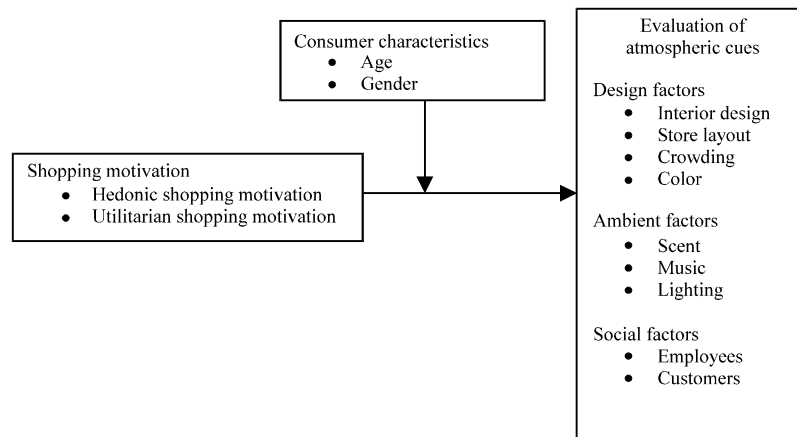 Consumer characteristics
● Age
● Gender
Shopping motivation
● Hedonic shopping motivation
● Utilitarian shopping motivation
Evaluation of
atmospheric cues
Design factors
● Interior design
● Store layout
● Crowding
● Color
Ambient factors
● Scent
● Music
● Lighting
Social factors
● Employees
● Customers